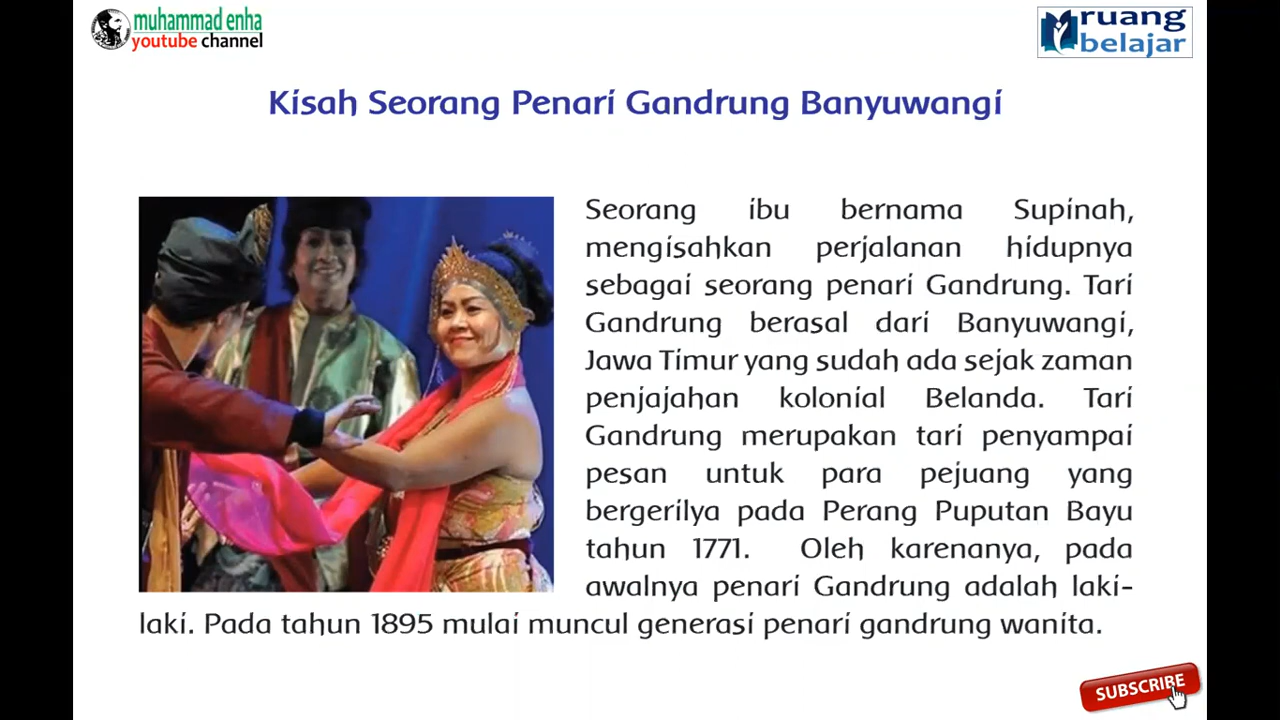 muhammad enha
youtube channel
ruang
belajar
Kisah Seorang Penari Gandrung Banyuwangi
Seorang ibu bernama Supinah,
mengisahkan perjalanan hidupnya
sebagai seorang penari Gandrung. Tari
Gandrung berasal dari Banyuwangi,
Jawa Timur yang sudah ada sejak zaman
penjajahan kolonial Belanda. Tari
Gandrung merupakan tari penyampai
pesan untuk para pejuang yang
bergerilya pada Perang Puputan Bayu
tahun 1771. Oleh karenanya, pada
awalnya penari Gandrung adalah laki-
laki. Pada tahun 1895 mulai muncul generasi penari gandrung wanita.
SUBSCRIBE